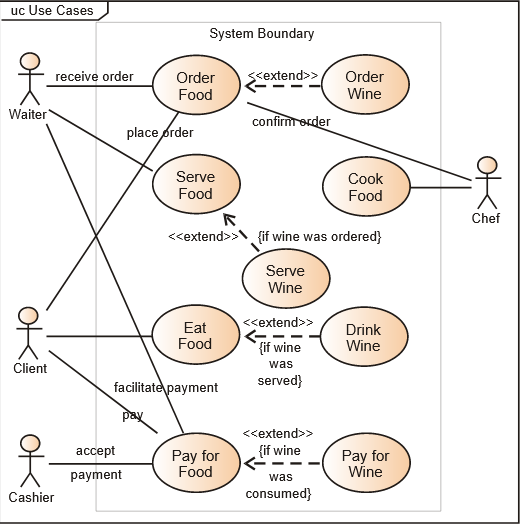 uc Use Cases
System Boundary
receive order
Order
Food
<<extend>>
Order
Wine
Waiter
place order
confirm order
Serve
Food
Cook
Food
Chef
<<extend>>
{if wine was ordered}
Serve
Wine
Client
Eat
Food
<<extend>>
{if wine
was
served}
Drink
Wine
facilitate payment
pay
Cashier
accept
payment
Pay for
Food
<<extend>>
{if wine
was
consumed}
Pay for
Wine